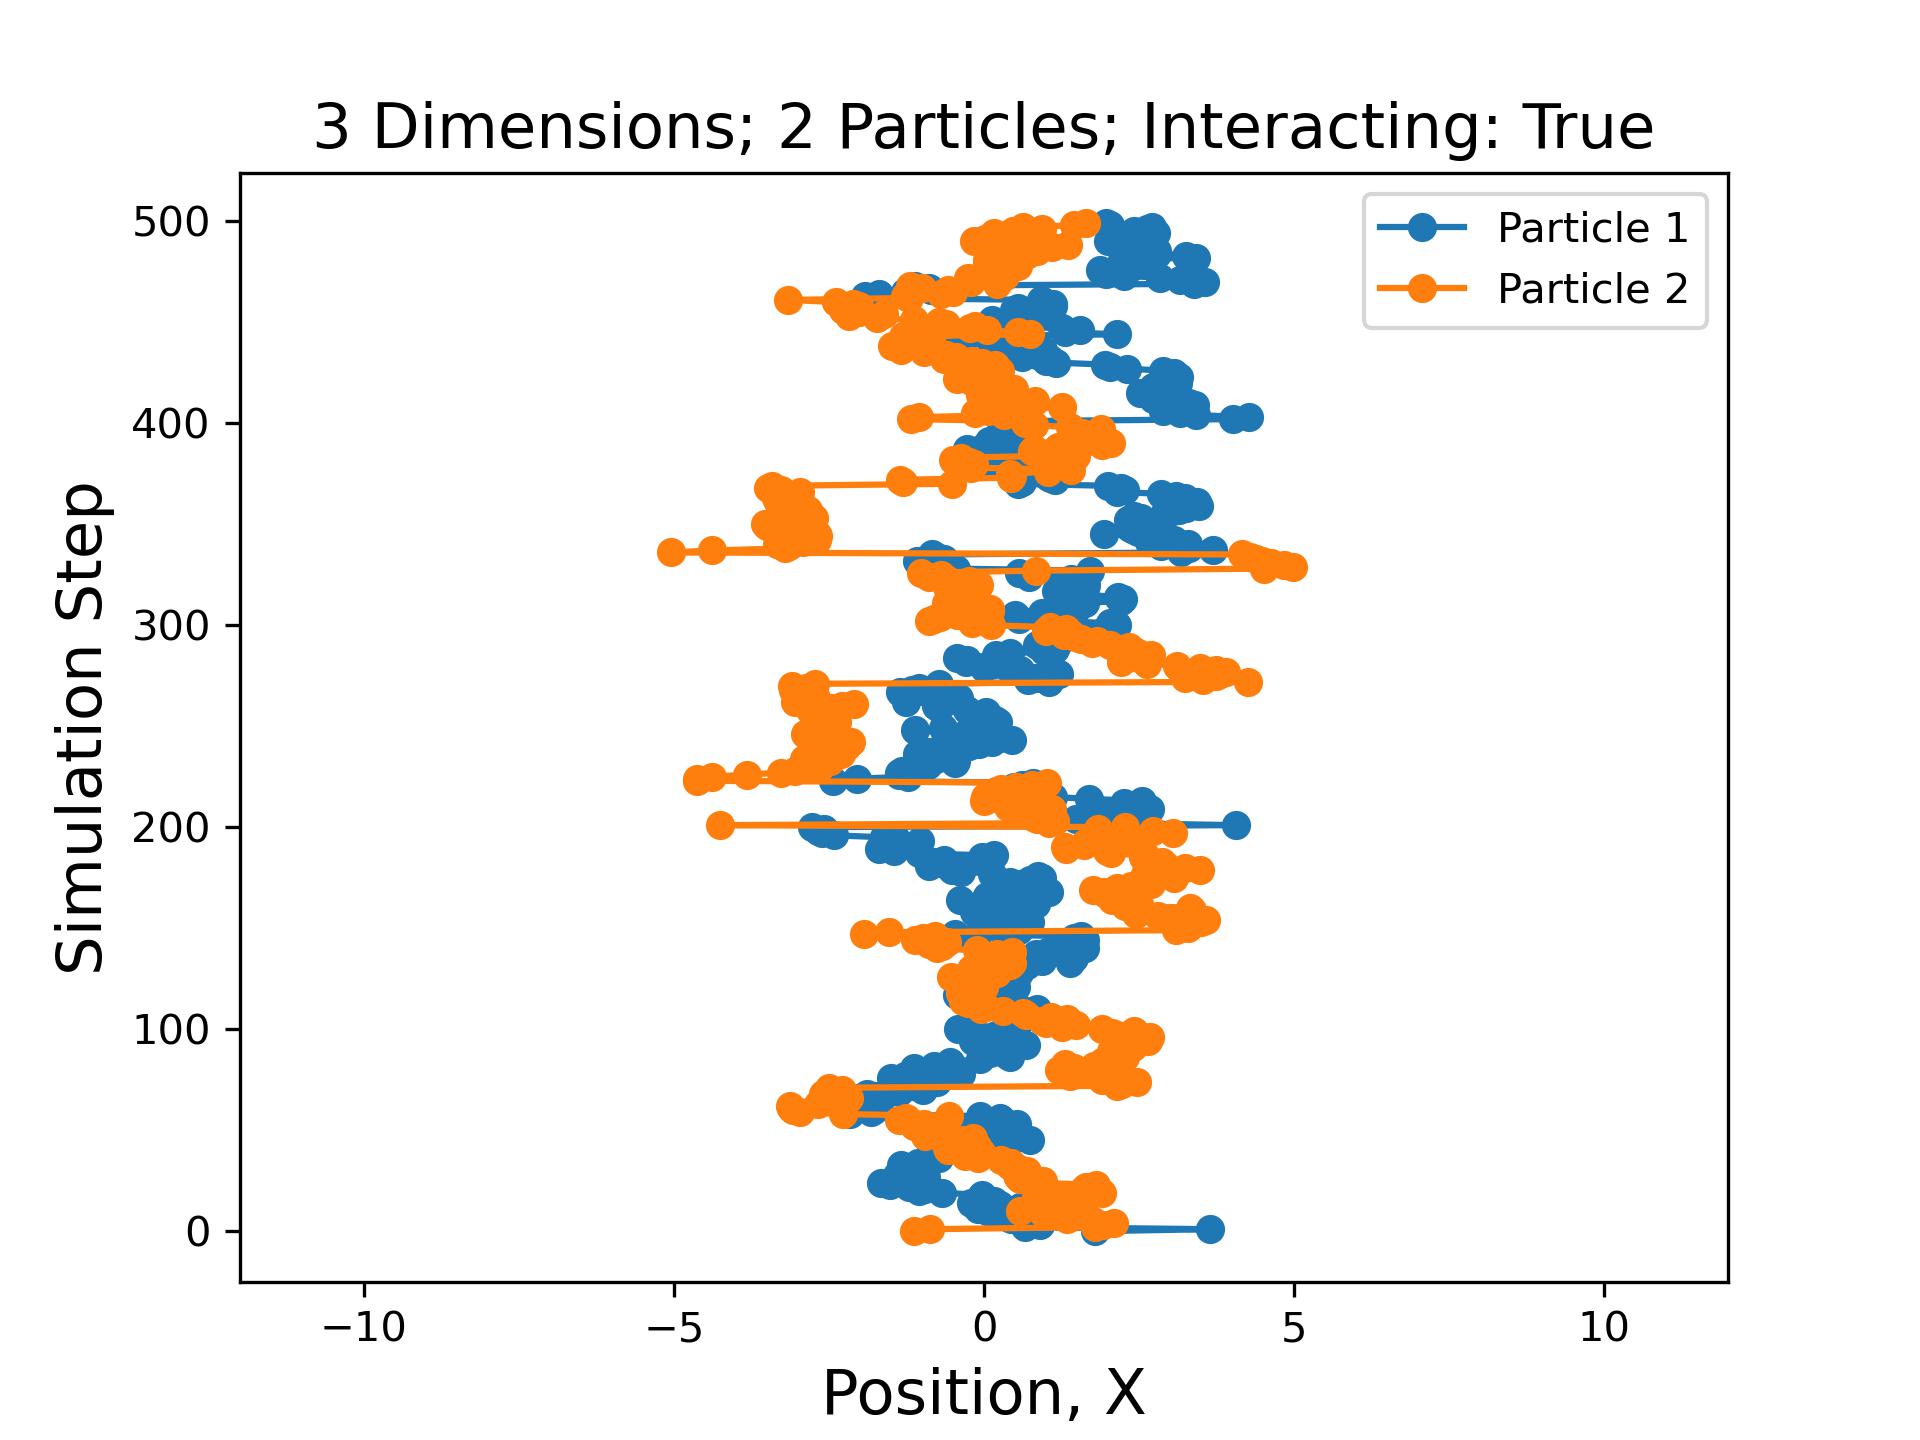 3 Dimensions; 2 Particles; Interacting: True
Particle 1
Particle 2
Simulation Step
500
400
300
200
100
0
−10
−5
0
5
10
Position, X